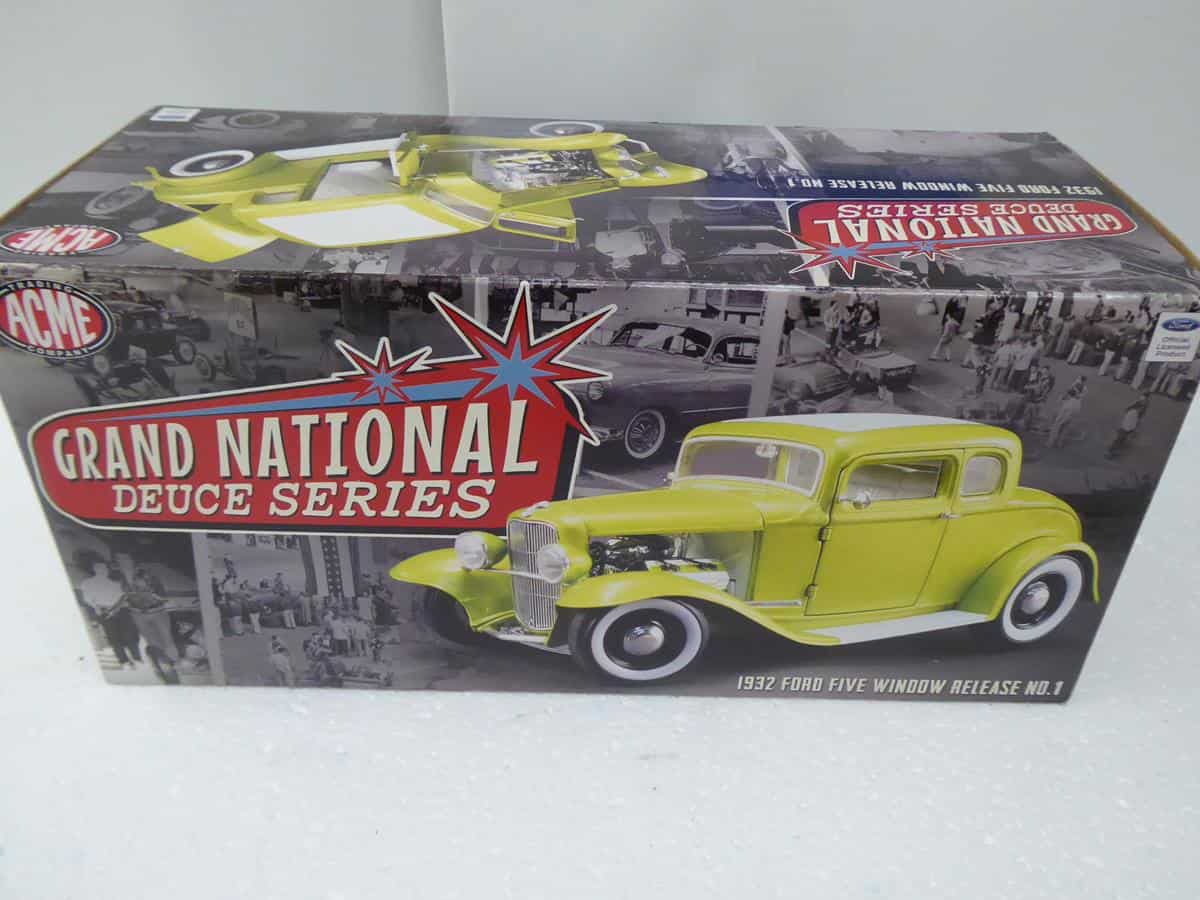 ACME
1932 FORD FIVE WINDOW RELEASE NO.1
GRAND NATIONAL
DEUCE SERIES
TRADING
ACME
COMPANY
Ford
Official
Licensed
Product
GRAND NATIONAL
DEUCE SERIES
1932 FORD FIVE WINDOW RELEASE NO.1